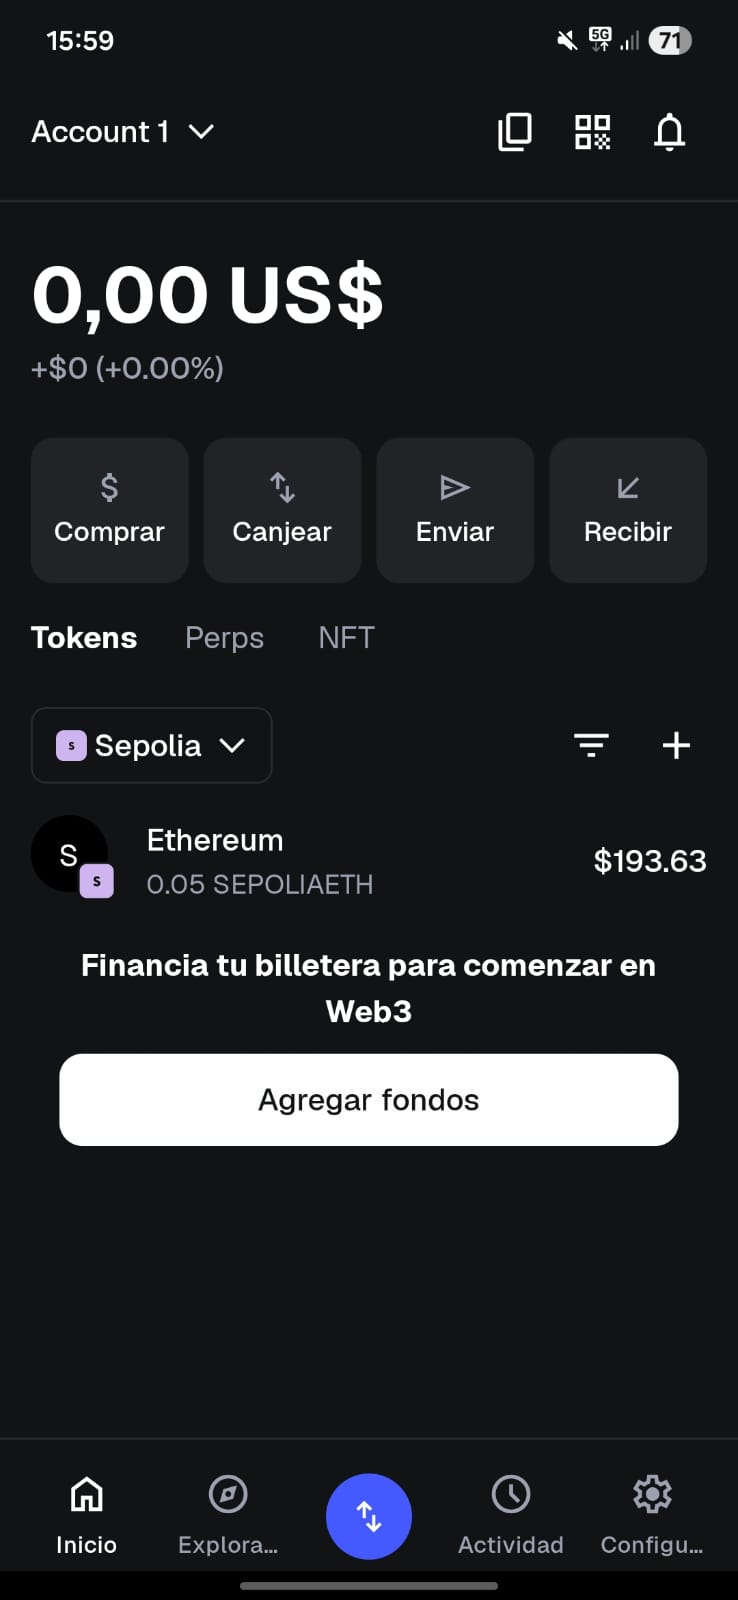 15:59
5G
71
Account 1
0,00 US$
+$0 (+0.00%)
$
Comprar
Canjear
Enviar
Recibir
Tokens
Perps
NFT
S
Sepolia
S
S
Ethereum
0.05 SEPOLIAETH
$193.63
Financia tu billetera para comenzar en
Web3
Agregar fondos
Inicio
Explora...
Actividad
Configu...